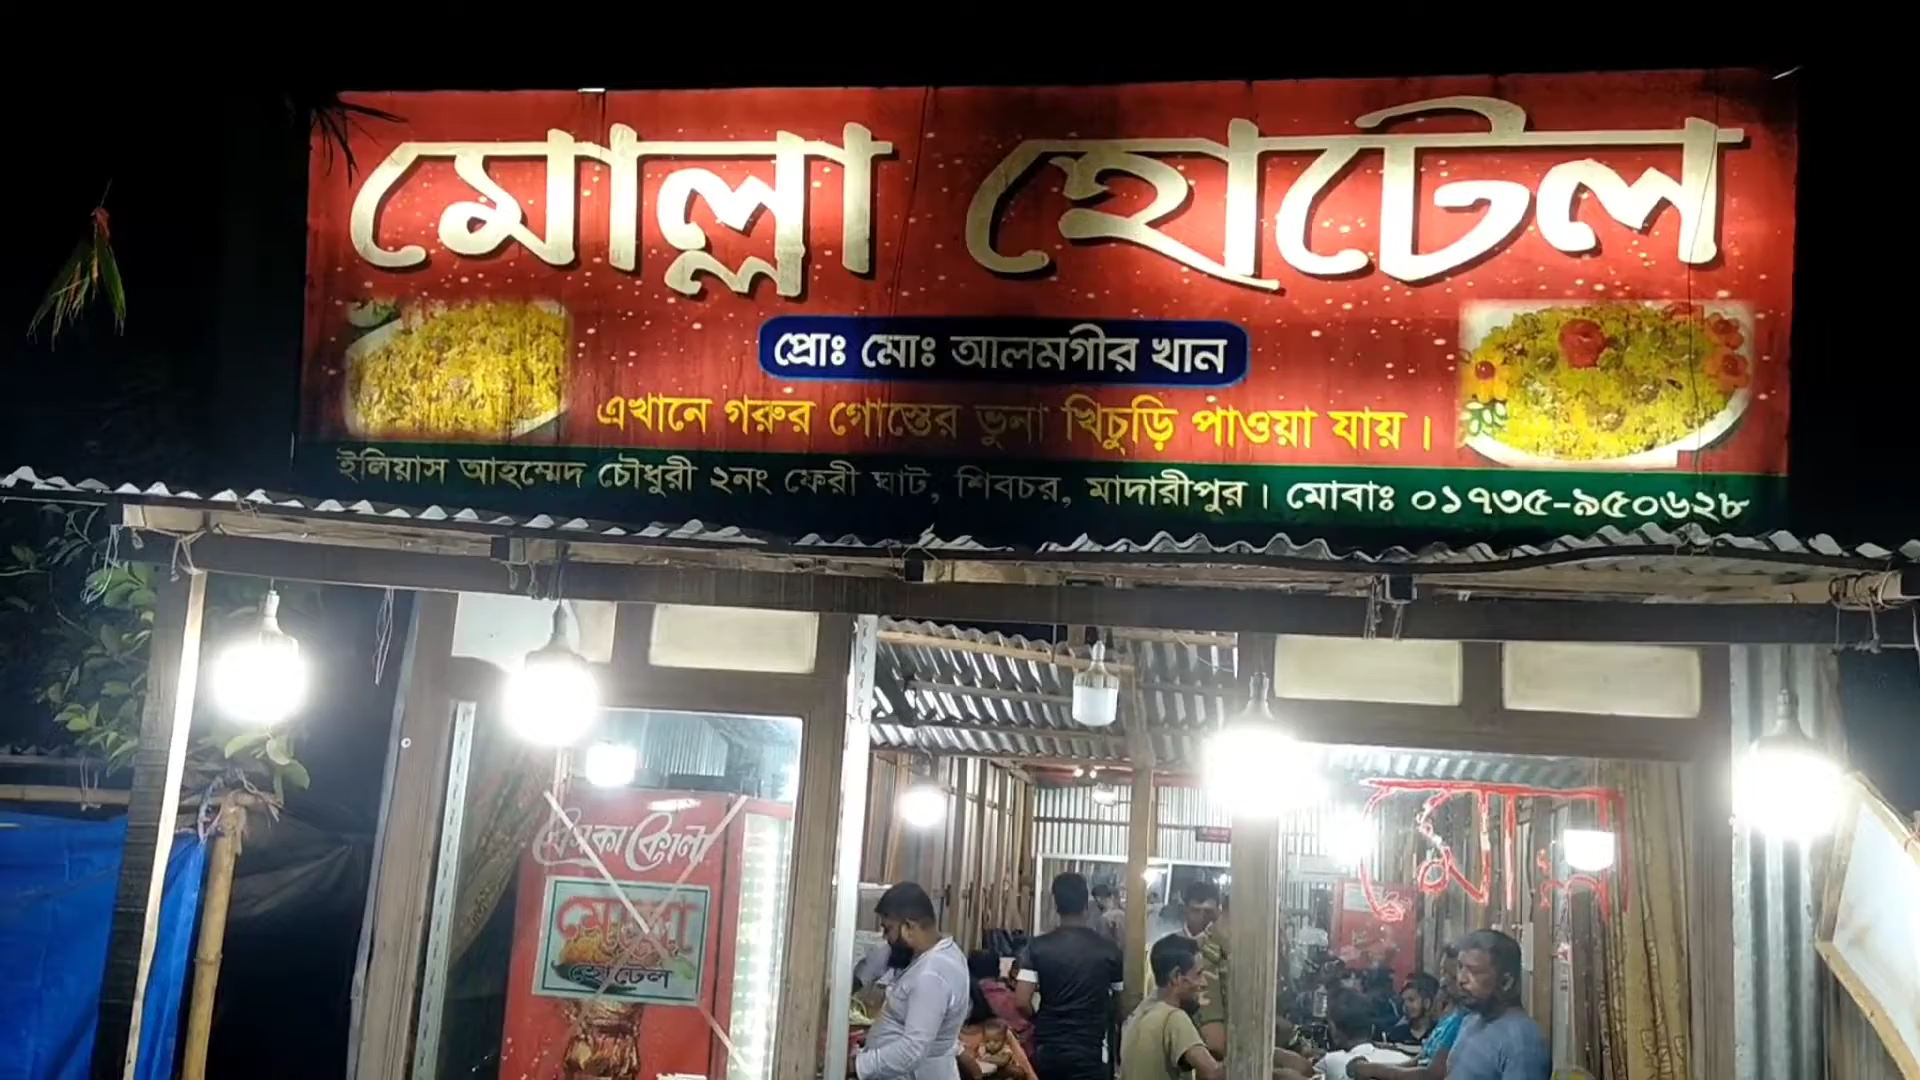 মোল্লা হোটেল
প্রোঃ মোঃ আলমগীর খান
এখানে গরুর গোস্তের ভুনা খিচুড়ি পাওয়া যায়।
ইলিয়াস আহম্মেদ চৌধুরী ২নং ফেরী ঘাট, শিবচর, মাদারীপুর। মোবাঃ ০১৭৩৫-৯৫০৬২৮
কোকা কোলা
মোল্লা
হোটেল
মোল্লা